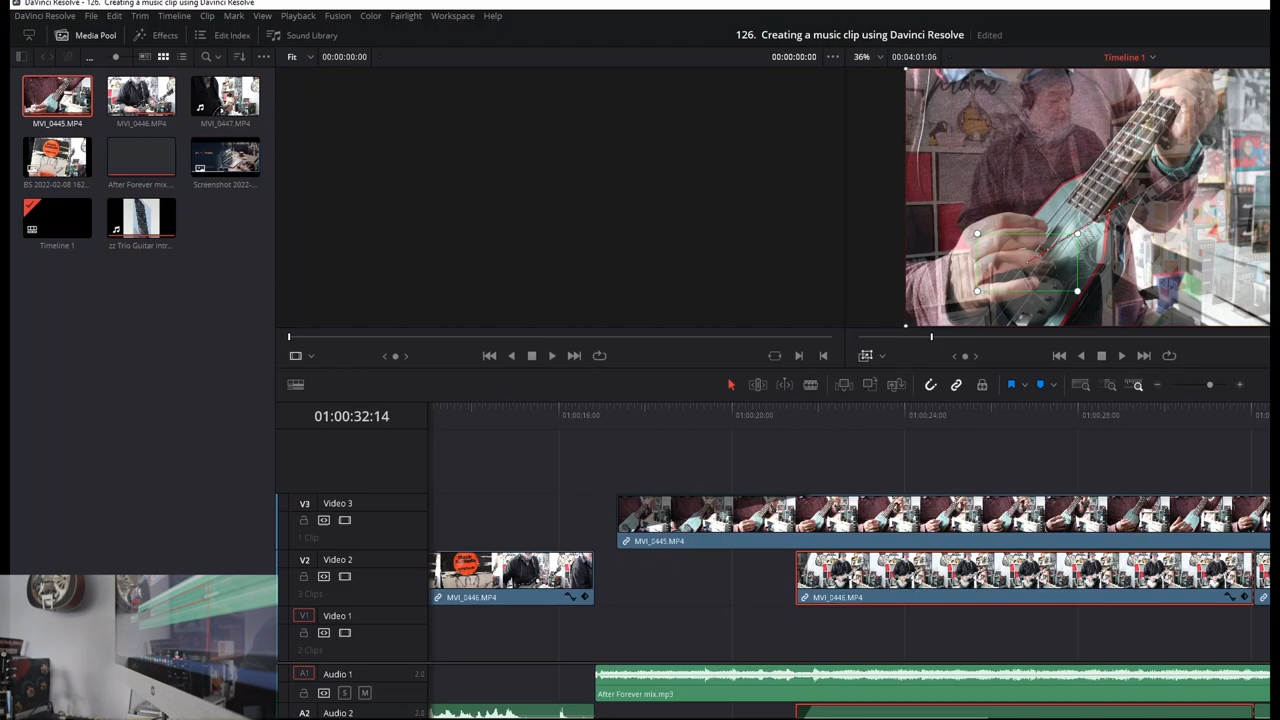 DaVinci Resolve - 126. Creating a music clip using Davinci Resolve
DaVinci Resolve File Edit Trim Timeline Clip Mark View Playback Fusion Color Fairlight Workspace Help
Media Pool Effects Edit Index Sound Library
126. Creating a music clip using Davinci Resolve Edited
... Fit 00:00:00:00 00:00:00:00 36% 00:04:01:06 Timeline 1
MVI_0445.MP4 MVI_0446.MP4 MVI_0447.MP4
BS 2022-02-08 162... After Forever mix.... Screenshot 2022-...
Timeline 1 zz Trio Guitar intr...
01:00:32:14
01:00:16:00 01:00:20:00 01:00:24:00 01:00:28:00
V3 Video 3
1 Clip
MVI_0445.MP4
V2 Video 2
3 Clips
MVI_0446.MP4 MVI_0446.MP4
V1 Video 1
2 Clips
A1 Audio 1 2.0
S M
After Forever mix.mp3
A2 Audio 2 2.0